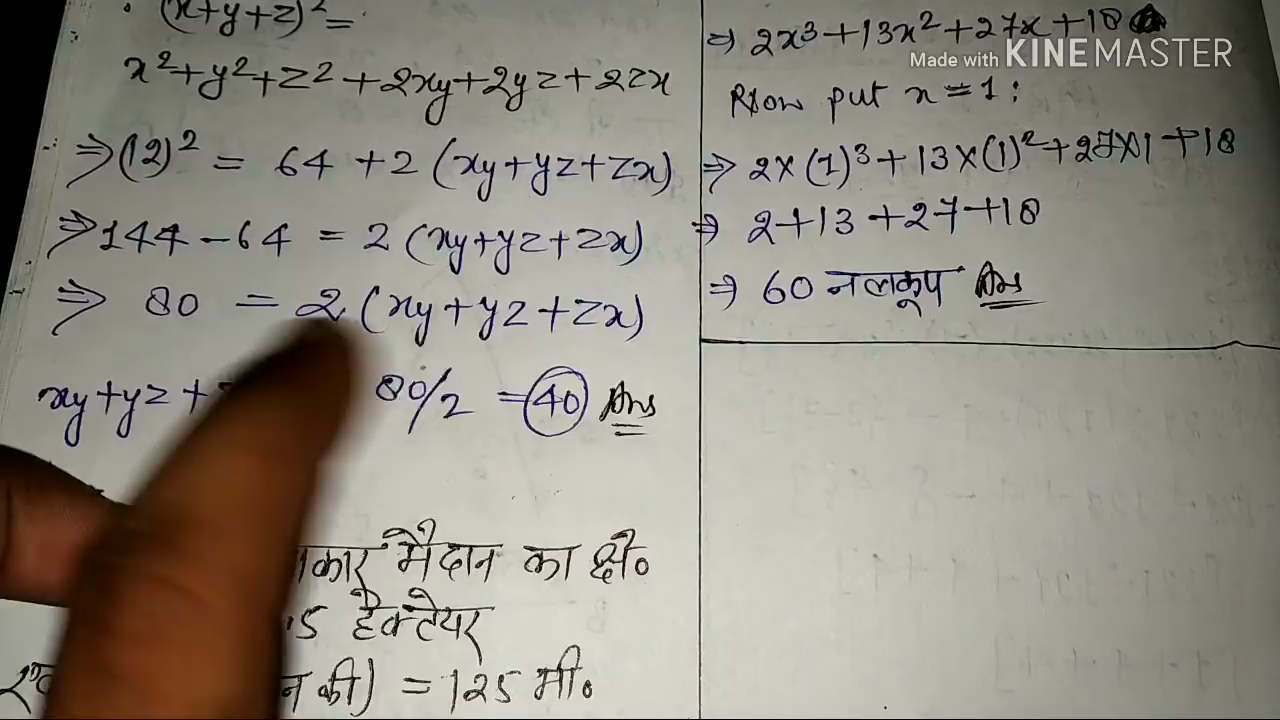 (x+y+z)² =
x²+y²+z²+2xy+2yz+2zx
⇒(12)² = 64 +2 (xy+yz+zx)
⇒144-64 = 2 (xy+yz+zx)
⇒ 80 = 2 (xy+yz+zx)
xy+yz+ 80/2 = 40 Ans
कार मैदान का क्षे०
.5 हैक्टेयर
की) = 125 मी०
⇒ 2x³+13x²+27x+18
Made with KINEMASTER
Now put x=1:
⇒ 2×(1)³+13×(1)²+27×1+18
⇒ 2+13+27+18
⇒ 60 नलकूप Ans